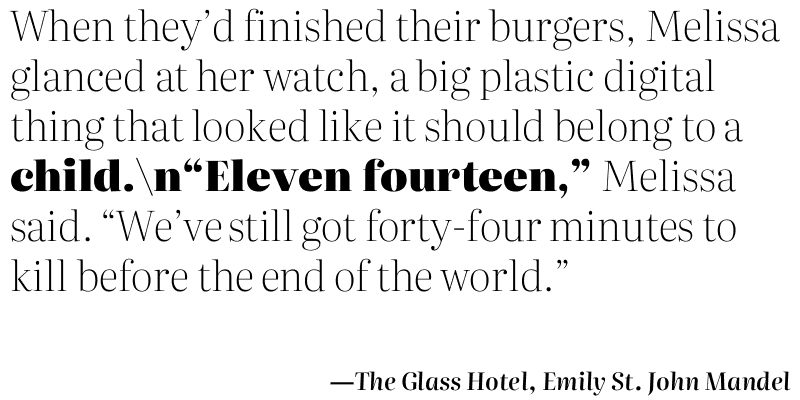 When they’d finished their burgers, Melissa
glanced at her watch, a big plastic digital
thing that looked like it should belong to a
child.\n“Eleven fourteen,” Melissa
said. “We’ve still got forty-four minutes to
kill before the end of the world.”
—The Glass Hotel, Emily St. John Mandel